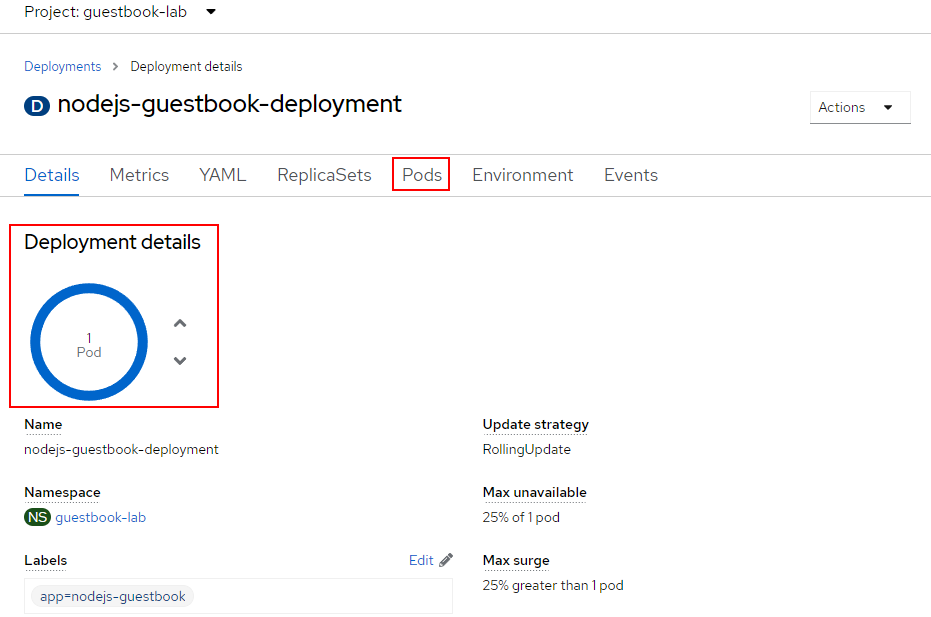 Project: guestbook-lab
Deployments > Deployment details
D nodejs-guestbook-deployment
Actions
Details Metrics YAML ReplicaSets Pods Environment Events
Deployment details
1
Pod
Name
nodejs-guestbook-deployment
Update strategy
RollingUpdate
Namespace
NS guestbook-lab
Max unavailable
25% of 1 pod
Labels Edit
app=nodejs-guestbook
Max surge
25% greater than 1 pod